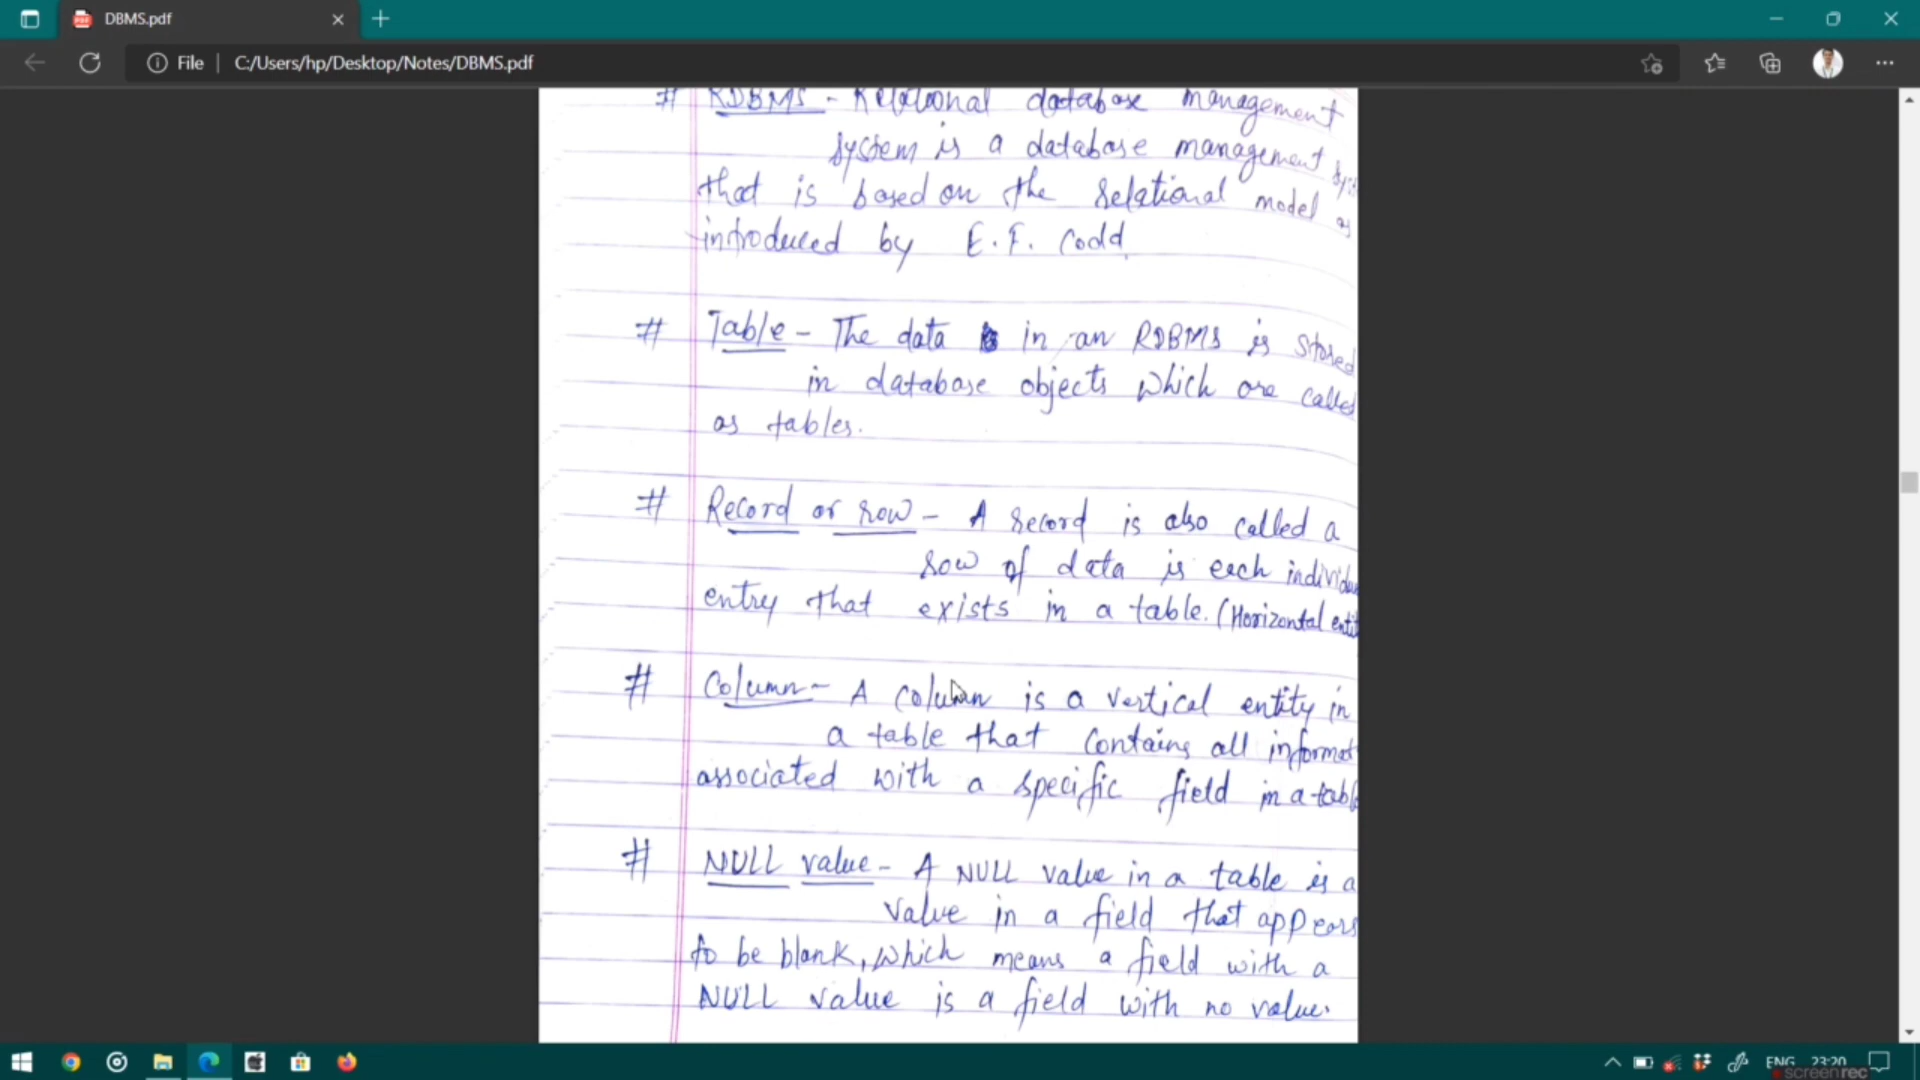 DBMS.pdf
File
C:/Users/hp/Desktop/Notes/DBMS.pdf
# RDBMS - Relational database management
system is a database management
that is based on the relational model as
introduced by E.F. Codd.
# Table - The data in an RDBMS is stored
in database objects which are called
as tables.
# Record or row - A record is also called a
row of data is each individu
entry that exists in a table. (Horizontal enti
# Column - A column is a vertical entity in
a table that contains all informat
associated with a specific field in a tabl
# NULL value - A NULL value in a table is a
value in a field that appears
to be blank, which means a field with a
NULL value is a field with no value.
ENG 23:20
screenrec